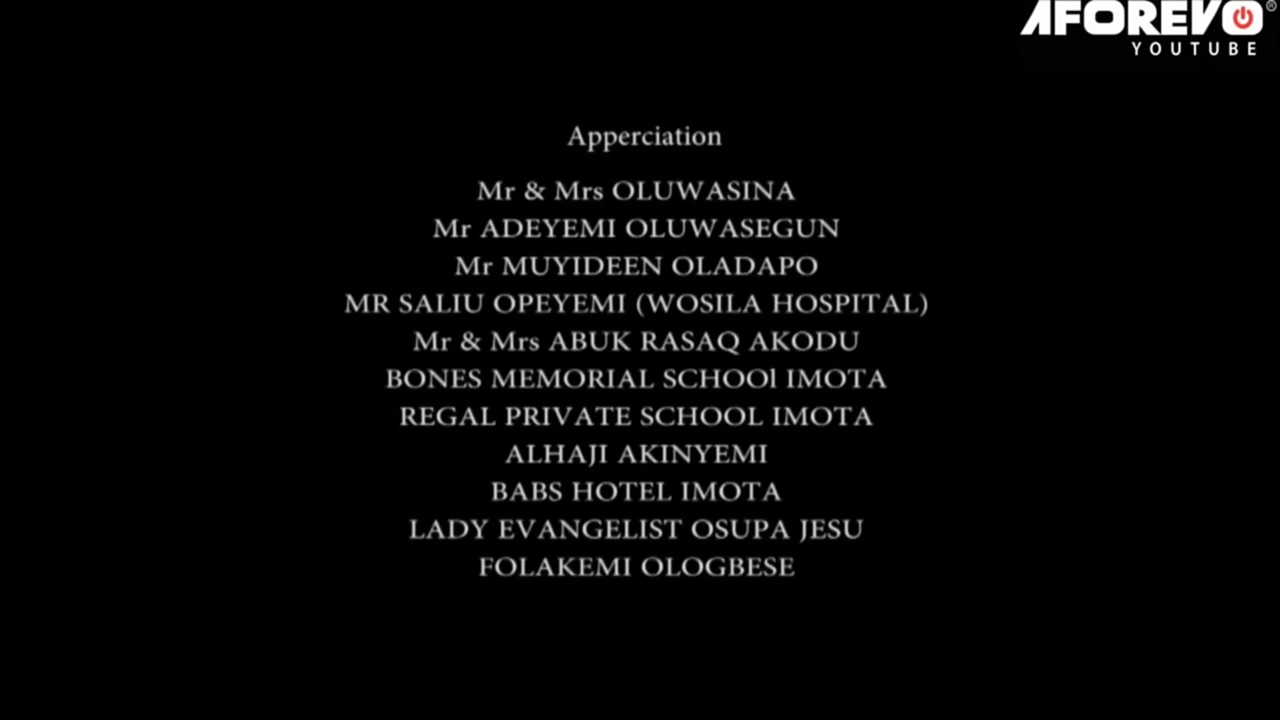 AFOREVO®
YOUTUBE
Apperciation
Mr & Mrs OLUWASINA
Mr ADEYEMI OLUWASEGUN
Mr MUYIDEEN OLADAPO
MR SALIU OPEYEMI (WOSILA HOSPITAL)
Mr & Mrs ABUK RASAQ AKODU
BONES MEMORIAL SCHOOl IMOTA
REGAL PRIVATE SCHOOL IMOTA
ALHAJI AKINYEMI
BABS HOTEL IMOTA
LADY EVANGELIST OSUPA JESU
FOLAKEMI OLOGBESE